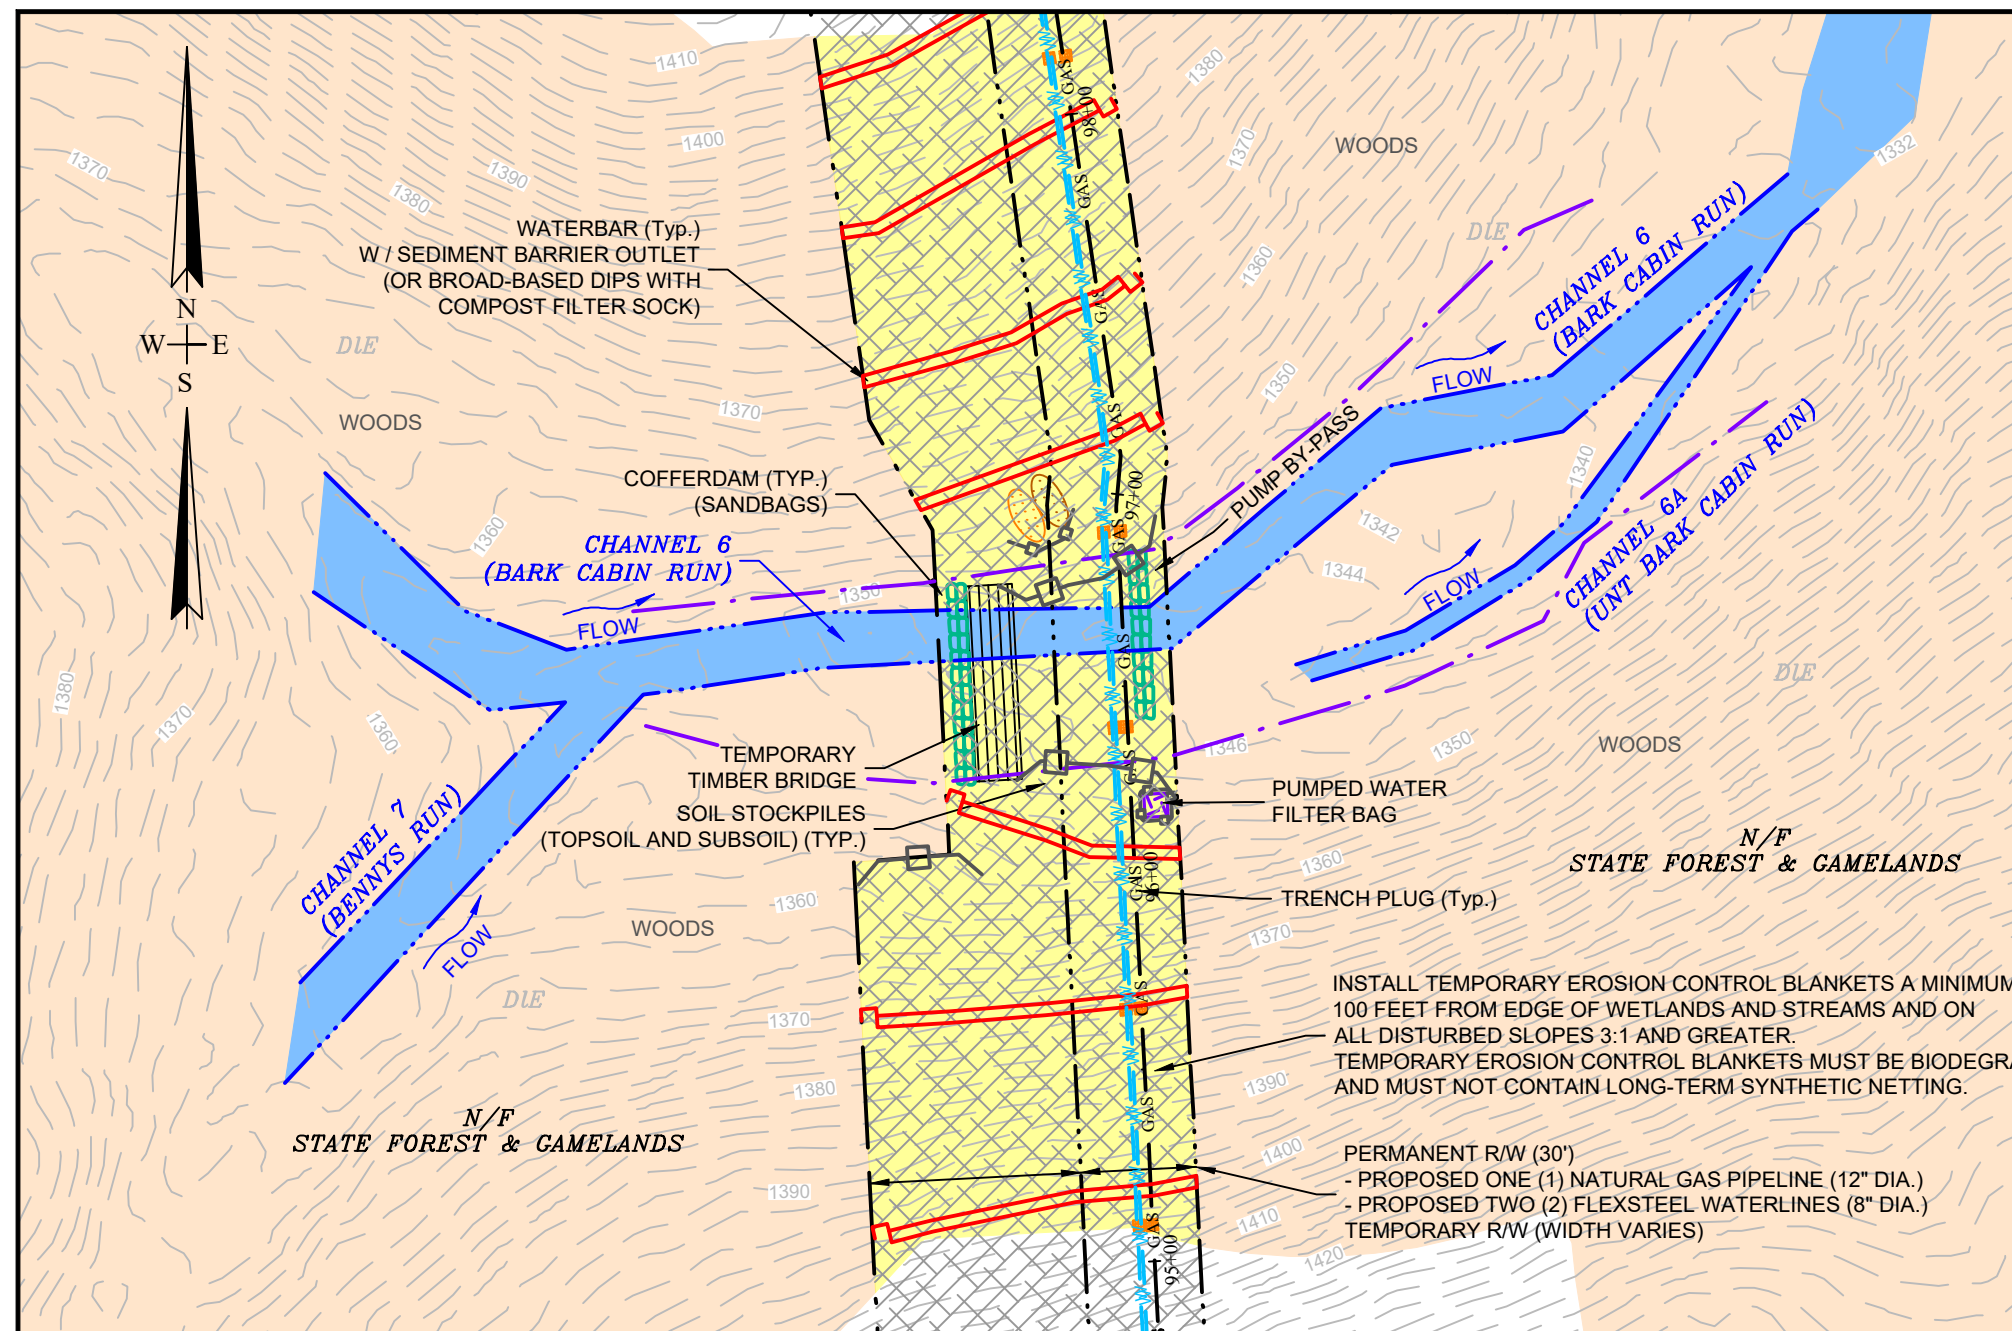 1410
1380
98+00
GAS
1400
1370
WOODS
1332
1370
1390
1380
WATERBAR (Typ.)
W / SEDIMENT BARRIER OUTLET
(OR BROAD-BASED DIPS WITH
COMPOST FILTER SOCK)
GAS
DlE
1360
CHANNEL 6
(BARK CABIN RUN)
N
W E
S
DlE
GAS
1350
FLOW
WOODS
1370
GAS
PUMP BY-PASS
COFFERDAM (TYP.)
(SANDBAGS)
97+00
1340
1360
GAS
1342
CHANNEL 6A
(UNT BARK CABIN RUN)
CHANNEL 6
(BARK CABIN RUN)
1344
FLOW
1350
FLOW
GAS
1380
1370
1360
DlE
WOODS
1350
1346
TEMPORARY
TIMBER BRIDGE
GAS
PUMPED WATER
FILTER BAG
SOIL STOCKPILES
(TOPSOIL AND SUBSOIL) (TYP.)
CHANNEL 7
(BENNYS RUN)
N/F
STATE FOREST & GAMELANDS
1360
GAS
96+00
TRENCH PLUG (Typ.)
1360
WOODS
FLOW
1370
DlE
1370
GAS
INSTALL TEMPORARY EROSION CONTROL BLANKETS A MINIMUM
100 FEET FROM EDGE OF WETLANDS AND STREAMS AND ON
ALL DISTURBED SLOPES 3:1 AND GREATER.
TEMPORARY EROSION CONTROL BLANKETS MUST BE BIODEGRA
AND MUST NOT CONTAIN LONG-TERM SYNTHETIC NETTING.
1380
1390
GAS
N/F
STATE FOREST & GAMELANDS
1400
PERMANENT R/W (30')
- PROPOSED ONE (1) NATURAL GAS PIPELINE (12" DIA.)
- PROPOSED TWO (2) FLEXSTEEL WATERLINES (8" DIA.)
TEMPORARY R/W (WIDTH VARIES)
1390
1410
GAS
95+00
1420